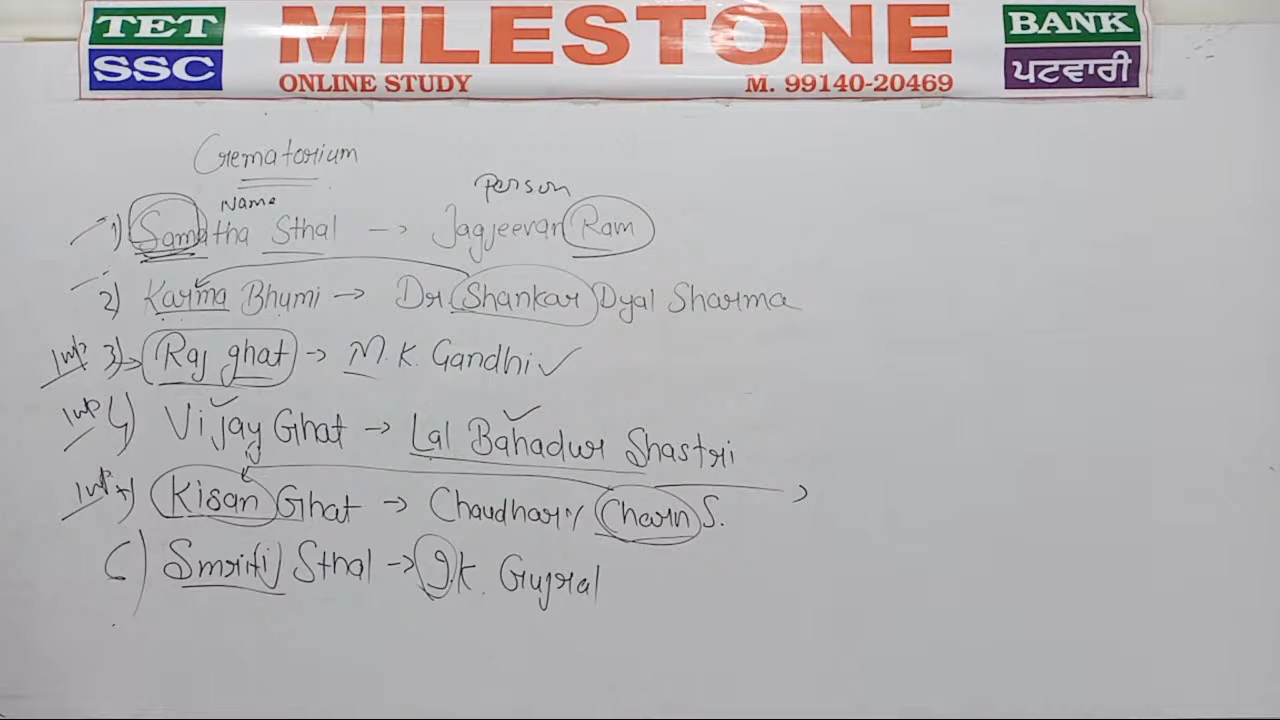 TET
SSC
MILESTONE
ONLINE STUDY
M. 99140-20469
BANK
ਪਟਵਾਰੀ
Crematorium
Name
Person
1) Samatha Sthal -> Jagjeevan Ram
2) Karma Bhumi -> Dr. Shankar Dyal Sharma
Imp 3) Raj ghat -> M. K. Gandhi ✓
Imp 4) Vijay Ghat -> Lal Bahadur Shastri
Imp Kisan Ghat -> Chaudhary Charn S.
6) Smriti Sthal -> I.K. Gujral